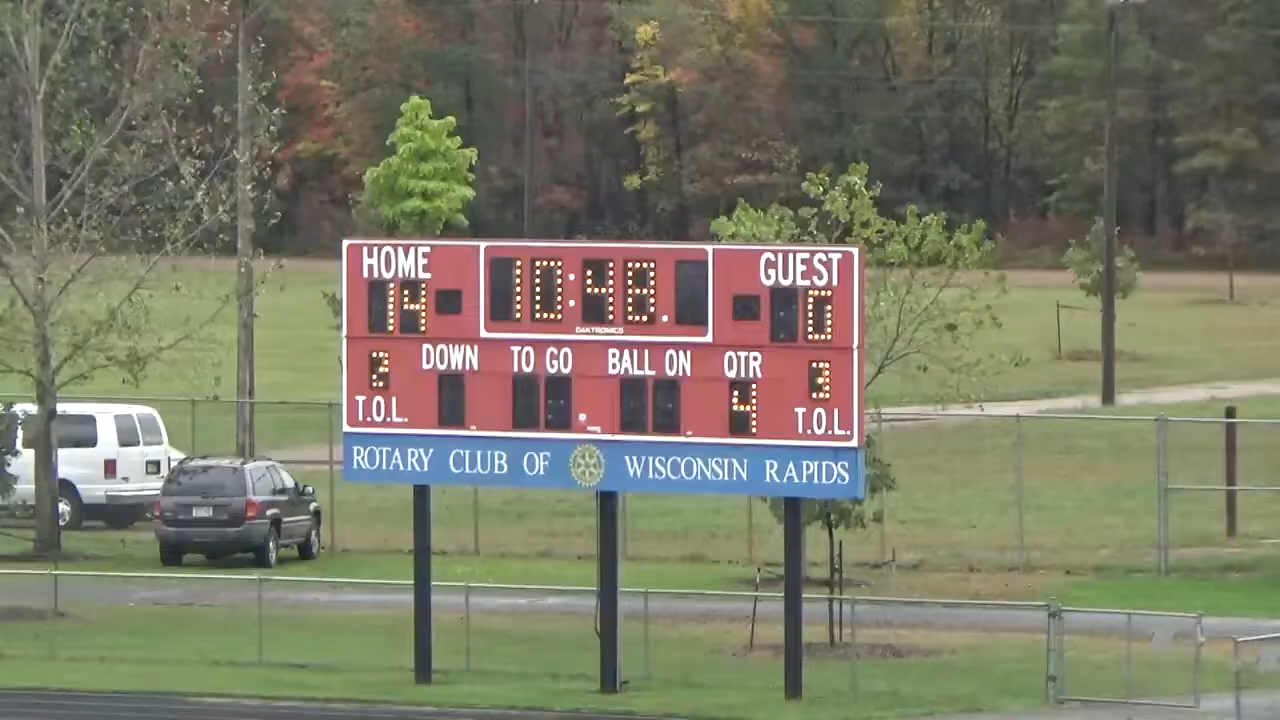 HOME 10:48. GUEST
14 0
DAKTRONICS
2 DOWN TO GO BALL ON QTR 3
T.O.L. 4 T.O.L.
ROTARY CLUB OF WISCONSIN RAPIDS